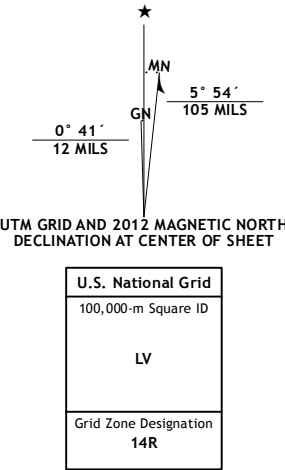 ★
MN
5° 54´
105 MILS
GN
0° 41´
12 MILS
UTM GRID AND 2012 MAGNETIC NORTH
DECLINATION AT CENTER OF SHEET
U.S. National Grid
100,000-m Square ID
LV
Grid Zone Designation
14R